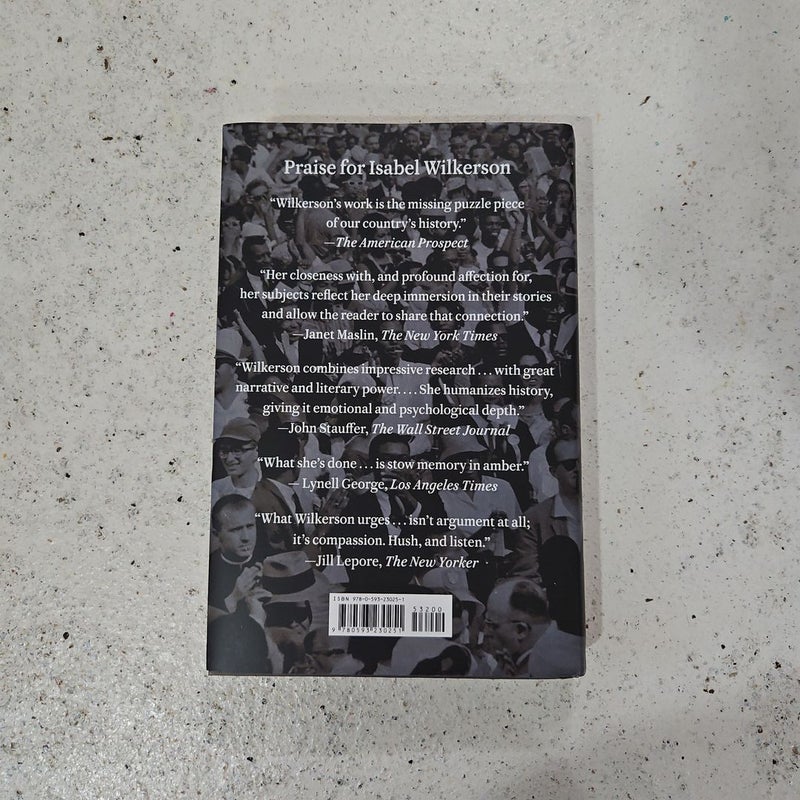 Praise for Isabel Wilkerson
“Wilkerson’s work is the missing puzzle piece
of our country’s history.”
—The American Prospect
“Her closeness with, and profound affection for,
her subjects reflect her deep immersion in their stories
and allow the reader to share that connection.”
—Janet Maslin, The New York Times
“Wilkerson combines impressive research . . . with great
narrative and literary power. . . . She humanizes history,
giving it emotional and psychological depth.”
—John Stauffer, The Wall Street Journal
“What she’s done . . . is stow memory in amber.”
— Lynell George, Los Angeles Times
“What Wilkerson urges . . . isn’t argument at all;
it’s compassion. Hush, and listen.”
—Jill Lepore, The New Yorker
ISBN 978-0-593-23025-1
53200
9 780593 230251